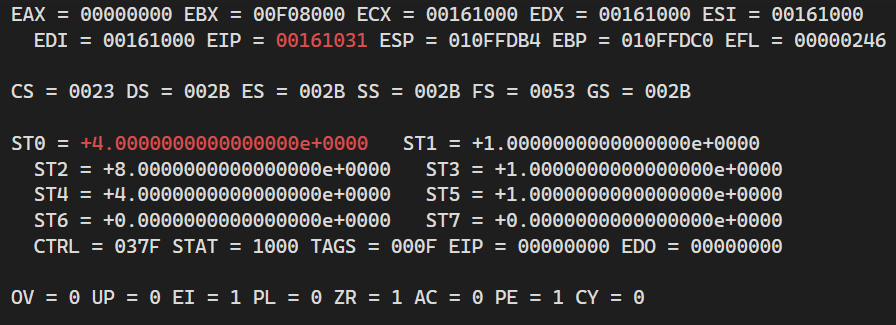 EAX = 00000000 EBX = 00F08000 ECX = 00161000 EDX = 00161000 ESI = 00161000
EDI = 00161000 EIP = 00161031 ESP = 010FFDB4 EBP = 010FFDC0 EFL = 00000246
CS = 0023 DS = 002B ES = 002B SS = 002B FS = 0053 GS = 002B
ST0 = +4.0000000000000000e+0000 ST1 = +1.0000000000000000e+0000
ST2 = +8.0000000000000000e+0000 ST3 = +1.0000000000000000e+0000
ST4 = +4.0000000000000000e+0000 ST5 = +1.0000000000000000e+0000
ST6 = +0.0000000000000000e+0000 ST7 = +0.0000000000000000e+0000
CTRL = 037F STAT = 1000 TAGS = 000F EIP = 00000000 EDO = 00000000
OV = 0 UP = 0 EI = 1 PL = 0 ZR = 1 AC = 0 PE = 1 CY = 0